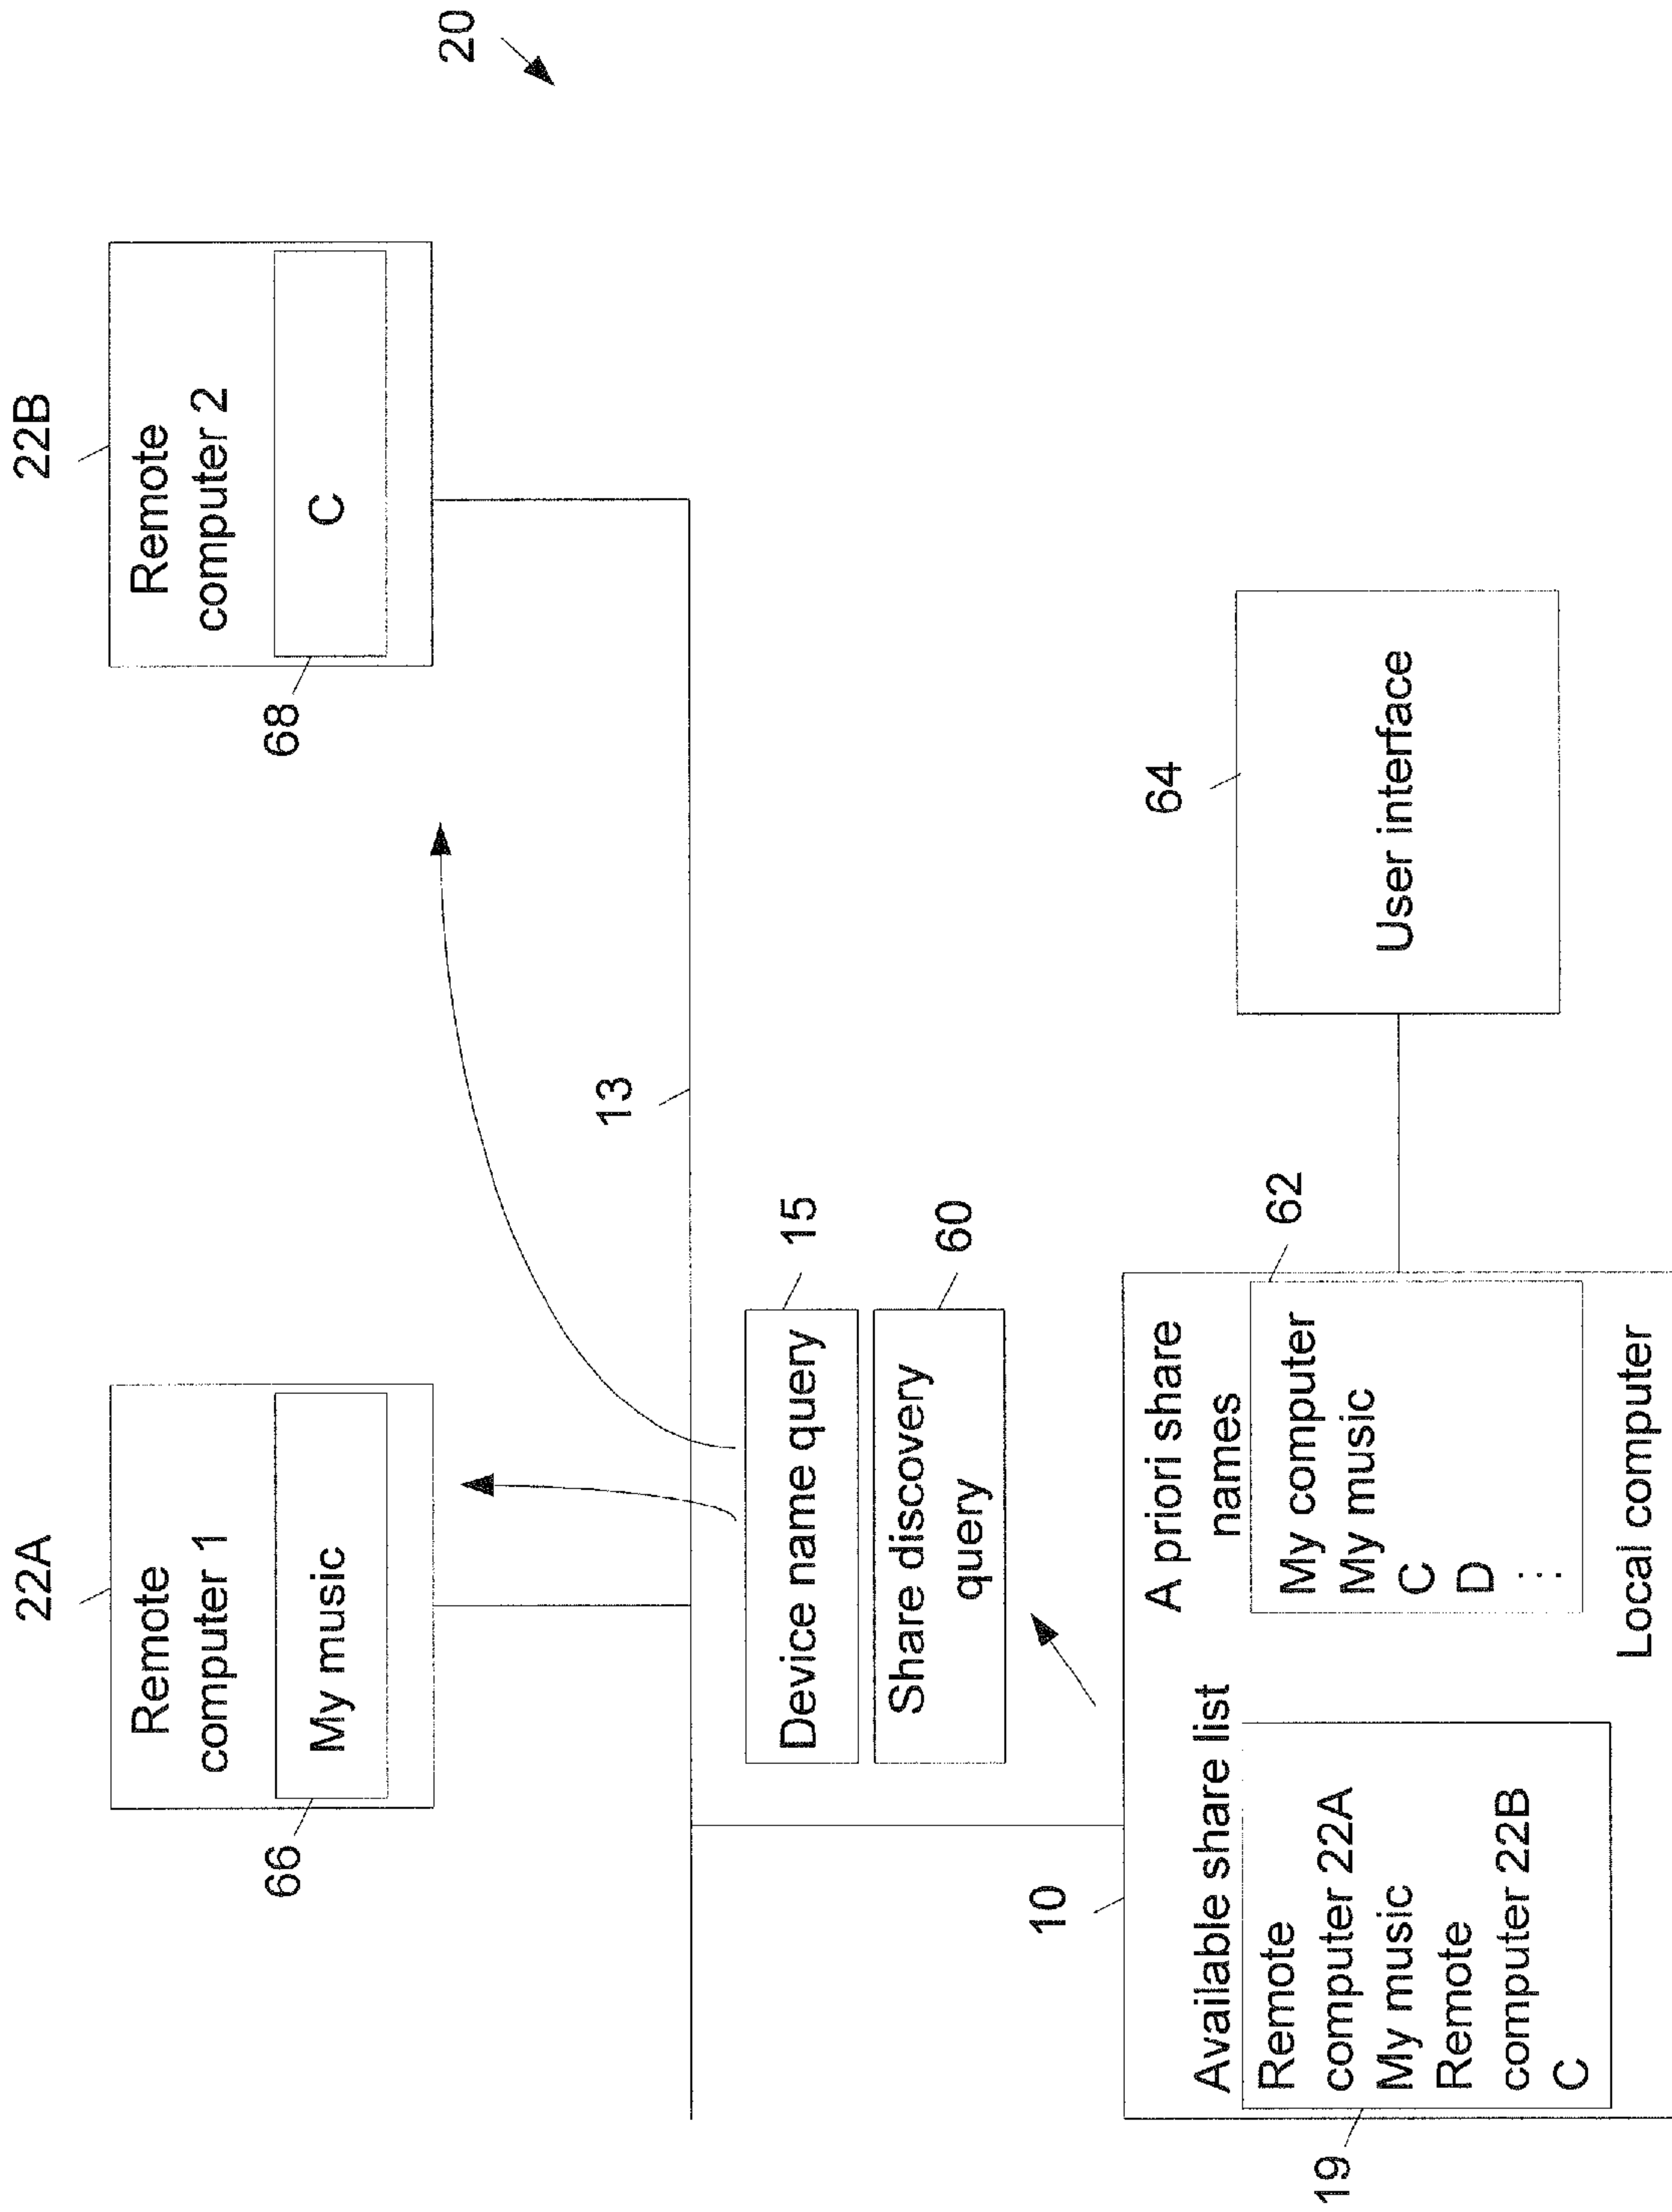 22A
Remote
computer 1
My music
66
22B
Remote
computer 2
C
68
20
13
Device name query
15
Share discovery
query
60
10
Available share list
Remote
computer 22A
My music
Remote
computer 22B
C
19
A priori share
names
My computer
My music
C
D
⋮
62
Local computer
64
User interface